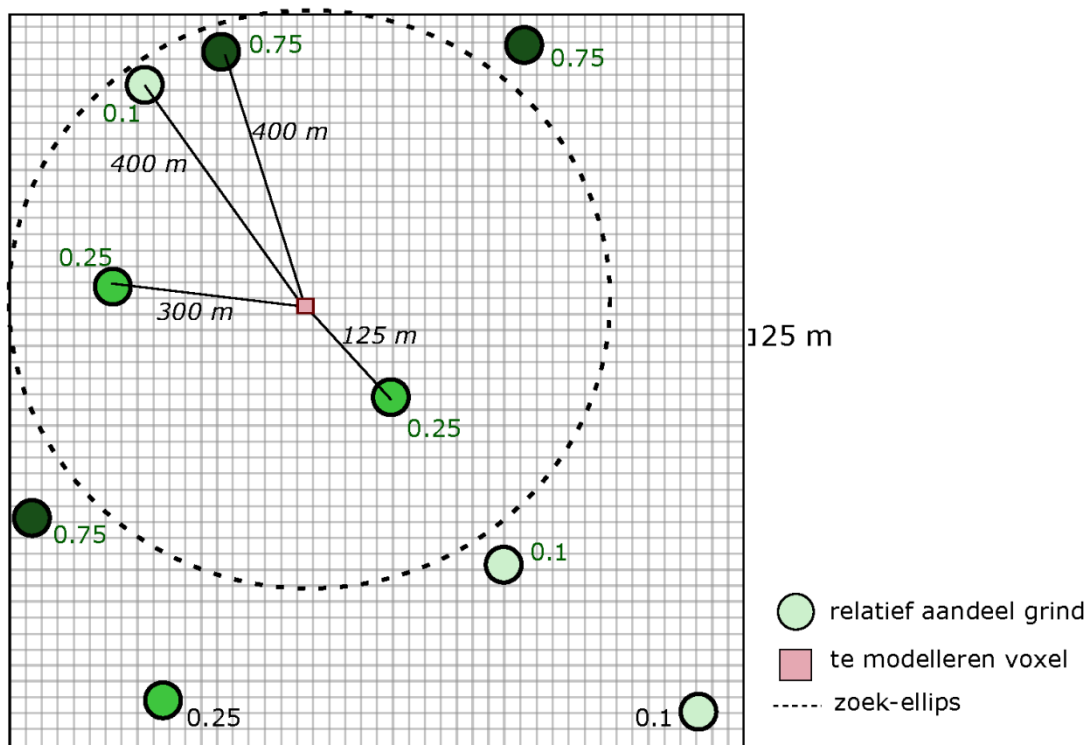 0.75
0.75
0.1
400 m
400 m
0.25
300 m
125 m
25 m
0.25
0.75
0.1
relatief aandeel grind
te modelleren voxel
zoek-ellips
0.25
0.1